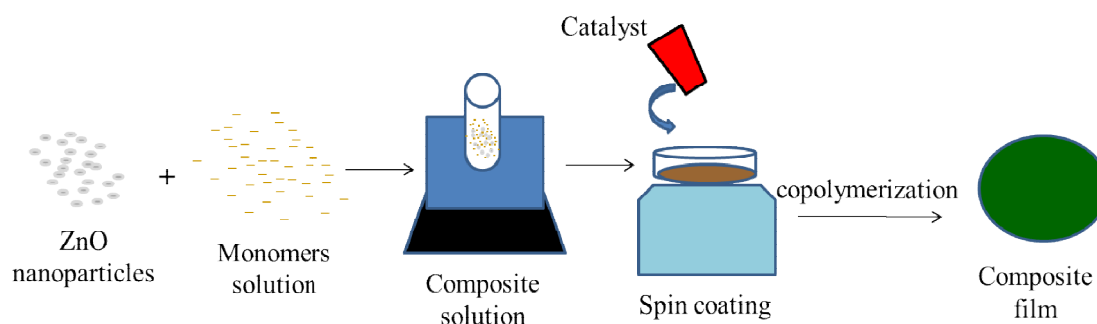 Catalyst
+
copolymerization
ZnO
nanoparticles
Monomers
solution
Composite
solution
Spin coating
Composite
film